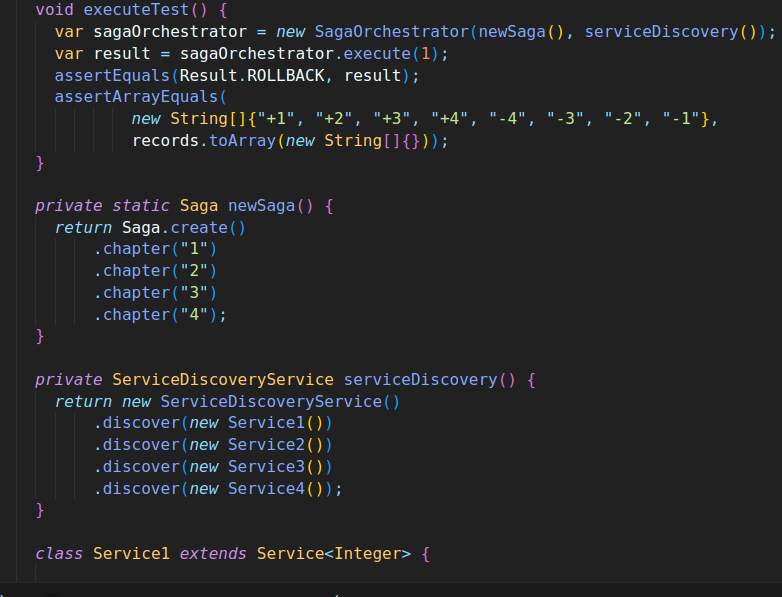 void executeTest() {
  var sagaOrchestrator = new SagaOrchestrator(newSaga(), serviceDiscovery());
  var result = sagaOrchestrator.execute(1);
  assertEquals(Result.ROLLBACK, result);
  assertArrayEquals(
          new String[]{"+1", "+2", "+3", "+4", "-4", "-3", "-2", "-1"},
          records.toArray(new String[]{}));
}

private static Saga newSaga() {
  return Saga.create()
      .chapter("1")
      .chapter("2")
      .chapter("3")
      .chapter("4");
}

private ServiceDiscoveryService serviceDiscovery() {
  return new ServiceDiscoveryService()
      .discover(new Service1())
      .discover(new Service2())
      .discover(new Service3())
      .discover(new Service4());
}

class Service1 extends Service<Integer> {